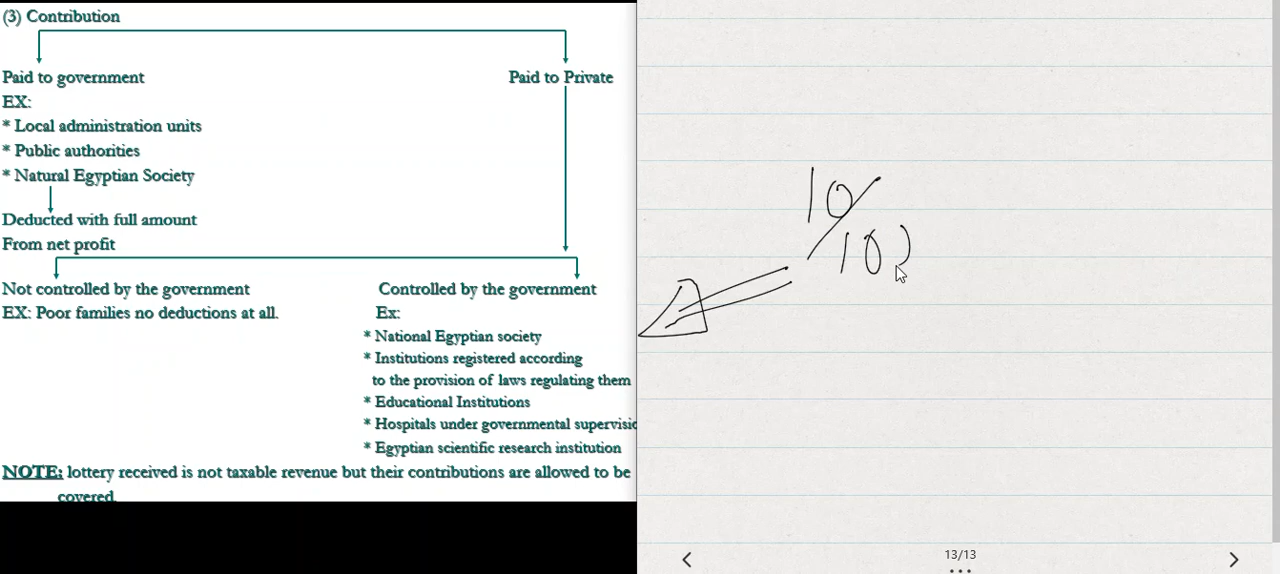 (3) Contribution
Paid to government
Paid to Private
EX:
* Local administration units
* Public authorities
* Natural Egyptian Society
Deducted with full amount
From net profit
Not controlled by the government
EX: Poor families no deductions at all.
Controlled by the government
Ex:
* National Egyptian society
* Institutions registered according
to the provision of laws regulating them
* Educational Institutions
* Hospitals under governmental supervisio
* Egyptian scientific research institution
NOTE: lottery received is not taxable revenue but their contributions are allowed to be
covered.
10/
13/13